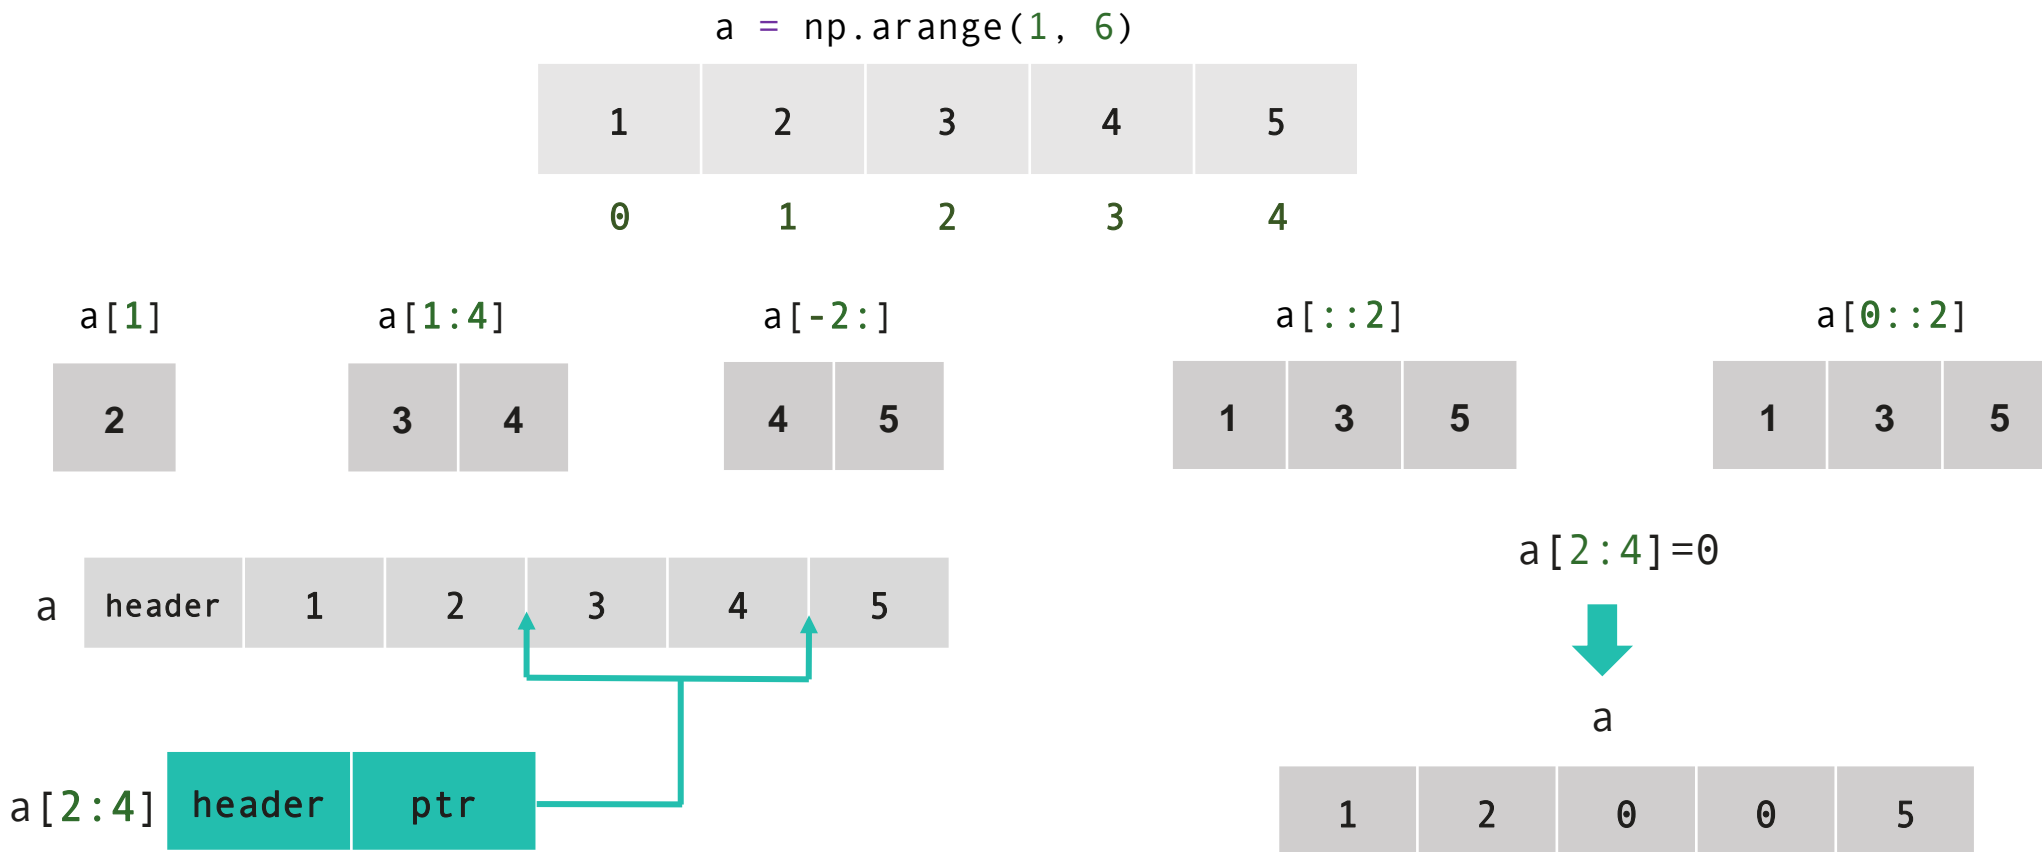 a = np.arange(1, 6)
1 2 3 4 5
0 1 2 3 4
a[1] a[1:4] a[-2:] a[::2] a[0::2]
2 3 4 4 5 1 3 5 1 3 5
a header 1 2 3 4 5
a[2:4] header ptr
a[2:4]=0
a
1 2 0 0 5